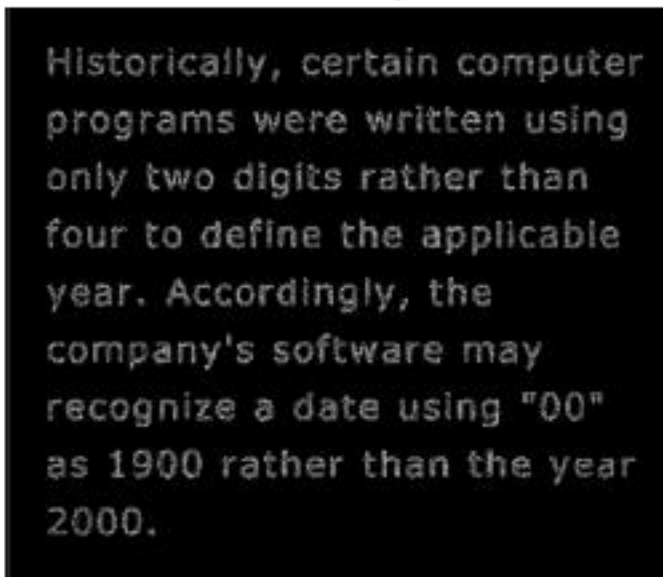 Historically, certain computer
programs were written using
only two digits rather than
four to define the applicable
year. Accordingly, the
company's software may
recognize a date using "00"
as 1900 rather than the year
2000.